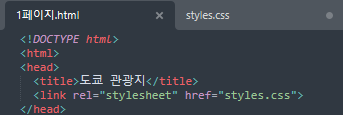 1페이지.html × styles.css
<!DOCTYPE html>
<html>
<head>
<title>도쿄 관광지</title>
<link rel="stylesheet" href="styles.css">
</head>